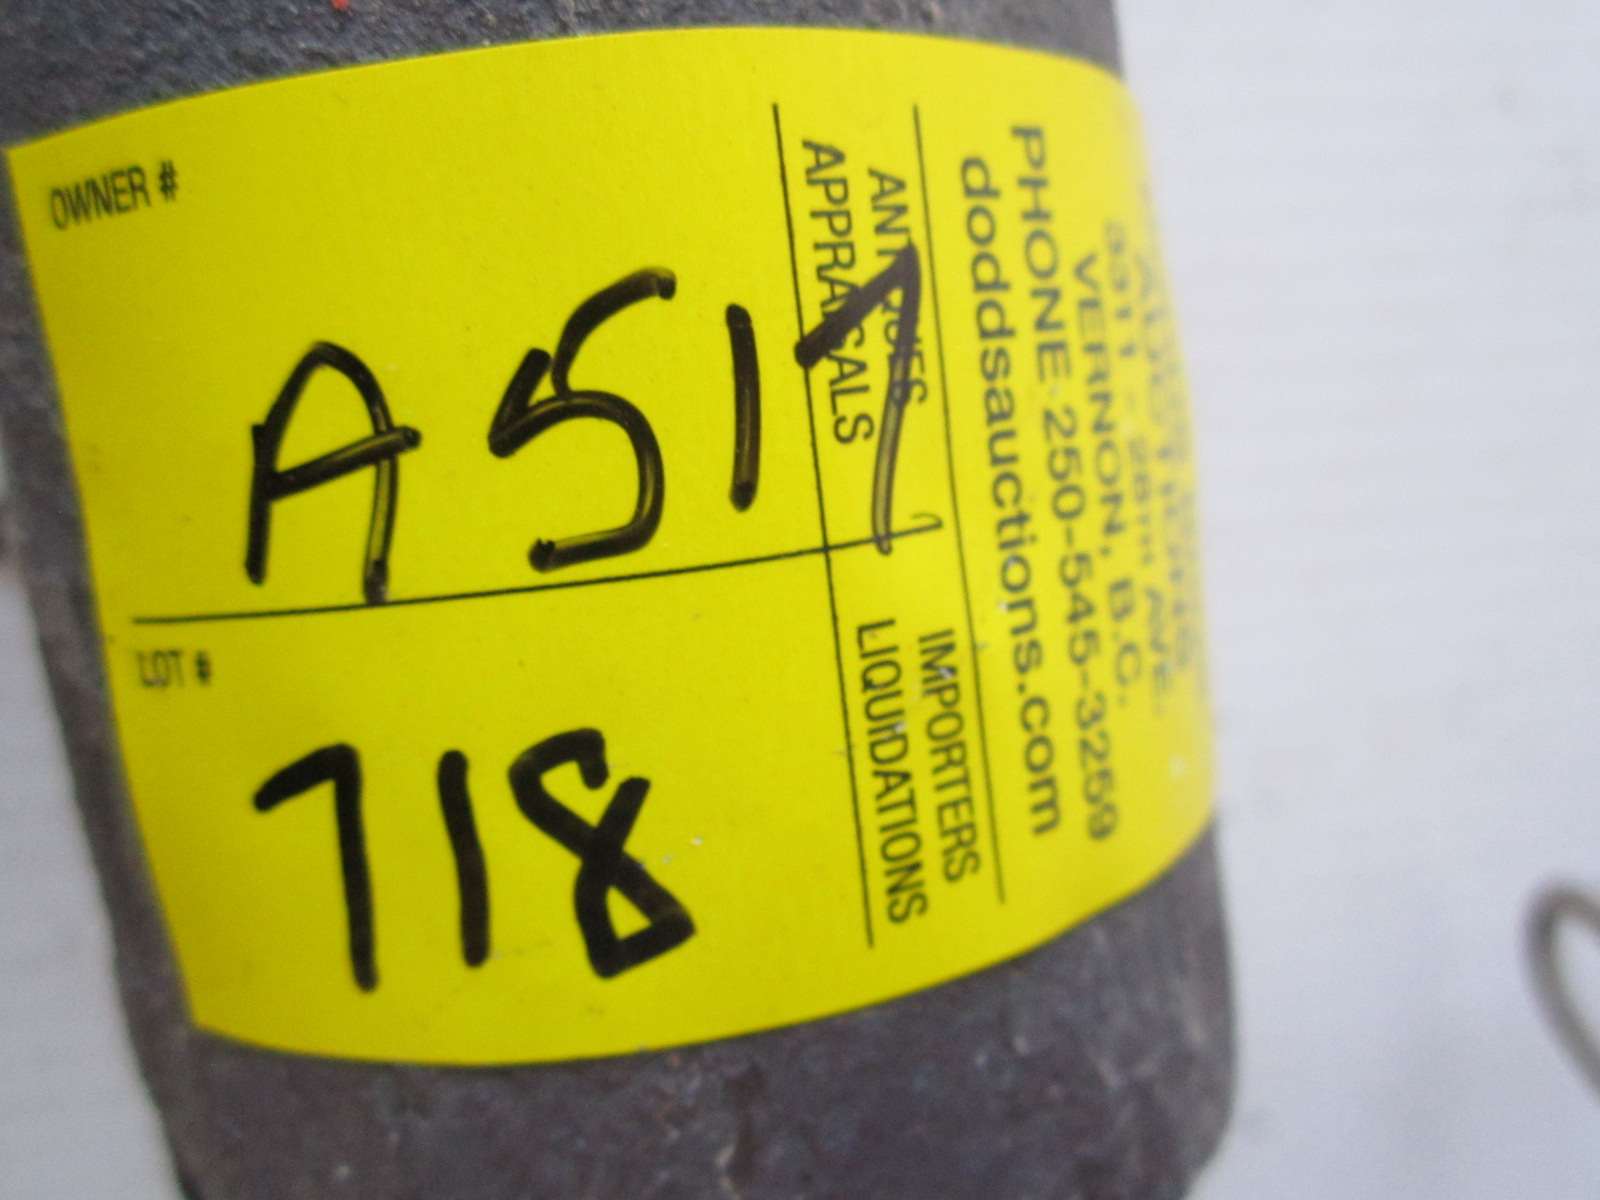 OWNER #
A517
LOT #
718
VERNON, B.C.
PHONE 250-545-3259
doddsauctions.com
ANTIQUES
APPRAISALS
IMPORTERS
LIQUIDATIONS